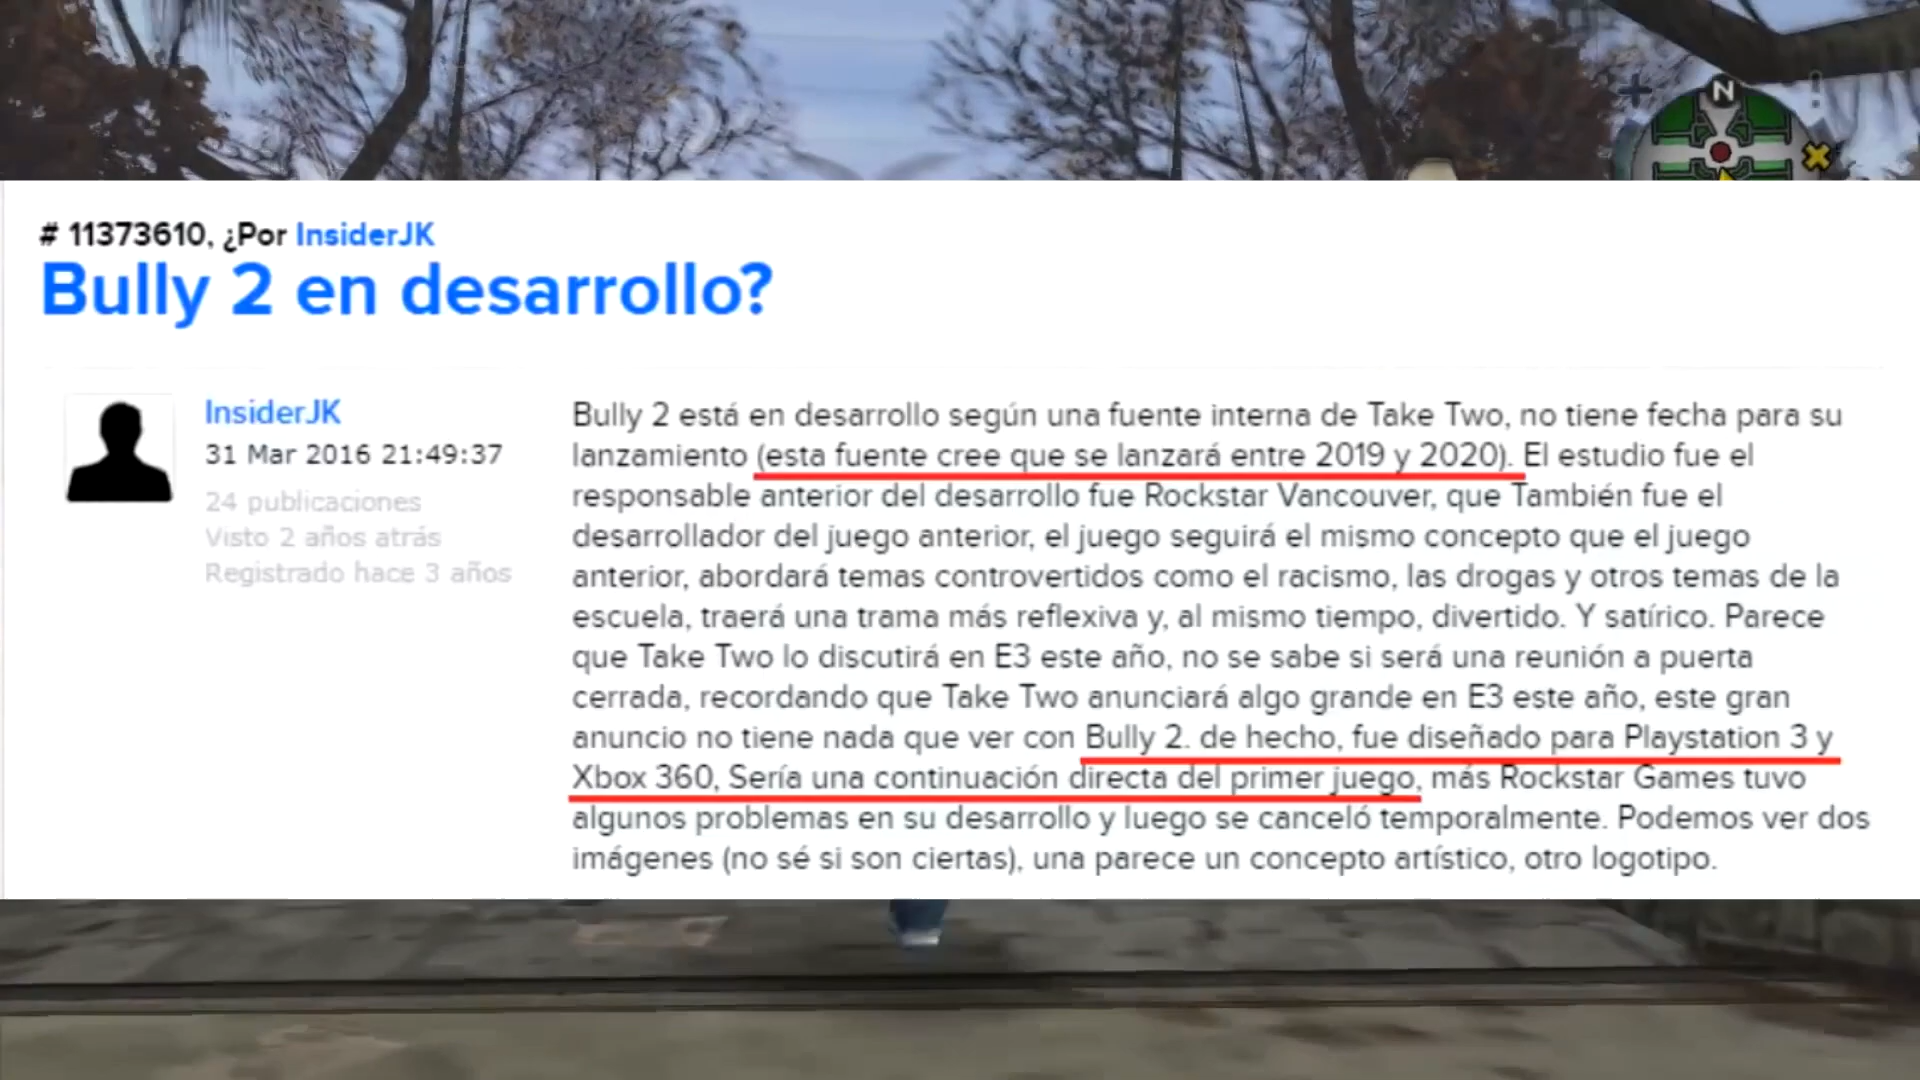 N
# 11373610, ¿Por InsiderJK
Bully 2 en desarrollo?
InsiderJK
31 Mar 2016 21:49:37
24 publicaciones
Visto 2 años atrás
Registrado hace 3 años
Bully 2 está en desarrollo según una fuente interna de Take Two, no tiene fecha para su
lanzamiento (esta fuente cree que se lanzará entre 2019 y 2020). El estudio fue el
responsable anterior del desarrollo fue Rockstar Vancouver, que También fue el
desarrollador del juego anterior, el juego seguirá el mismo concepto que el juego
anterior, abordará temas controvertidos como el racismo, las drogas y otros temas de la
escuela, traerá una trama más reflexiva y, al mismo tiempo, divertido. Y satírico. Parece
que Take Two lo discutirá en E3 este año, no se sabe si será una reunión a puerta
cerrada, recordando que Take Two anunciará algo grande en E3 este año, este gran
anuncio no tiene nada que ver con Bully 2. de hecho, fue diseñado para Playstation 3 y
Xbox 360, Sería una continuación directa del primer juego, más Rockstar Games tuvo
algunos problemas en su desarrollo y luego se canceló temporalmente. Podemos ver dos
imágenes (no sé si son ciertas), una parece un concepto artístico, otro logotipo.